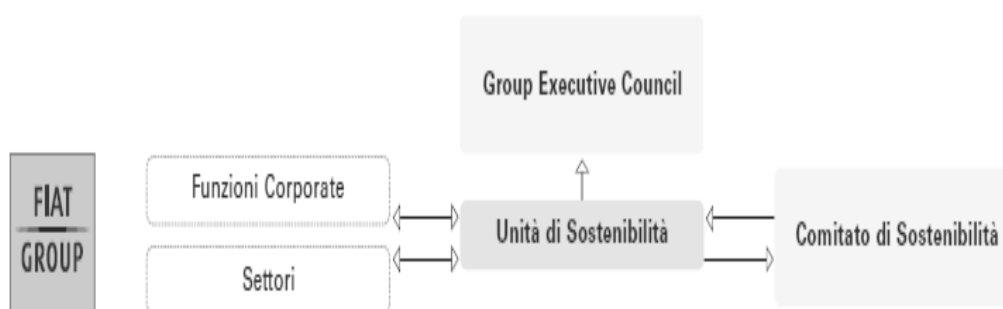 Group Executive Council
FIAT
GROUP
Funzioni Corporate
Settori
Unità di Sostenibilità
Comitato di Sostenibilità